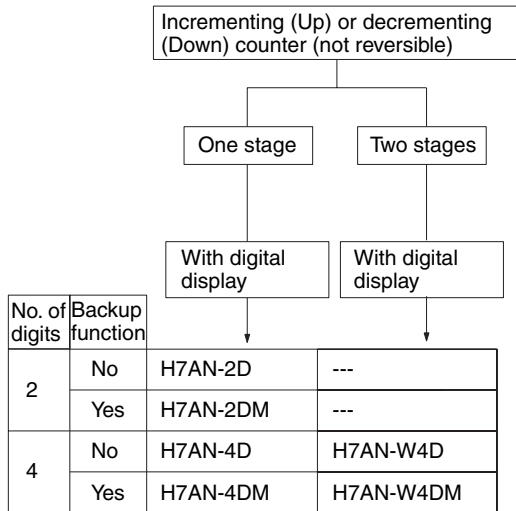 Incrementing (Up) or decrementing
(Down) counter (not reversible)
One stage
Two stages
With digital
display
With digital
display
No. of
digits
Backup
function
2
No
H7AN-2D
---
Yes
H7AN-2DM
---
4
No
H7AN-4D
H7AN-W4D
Yes
H7AN-4DM
H7AN-W4DM